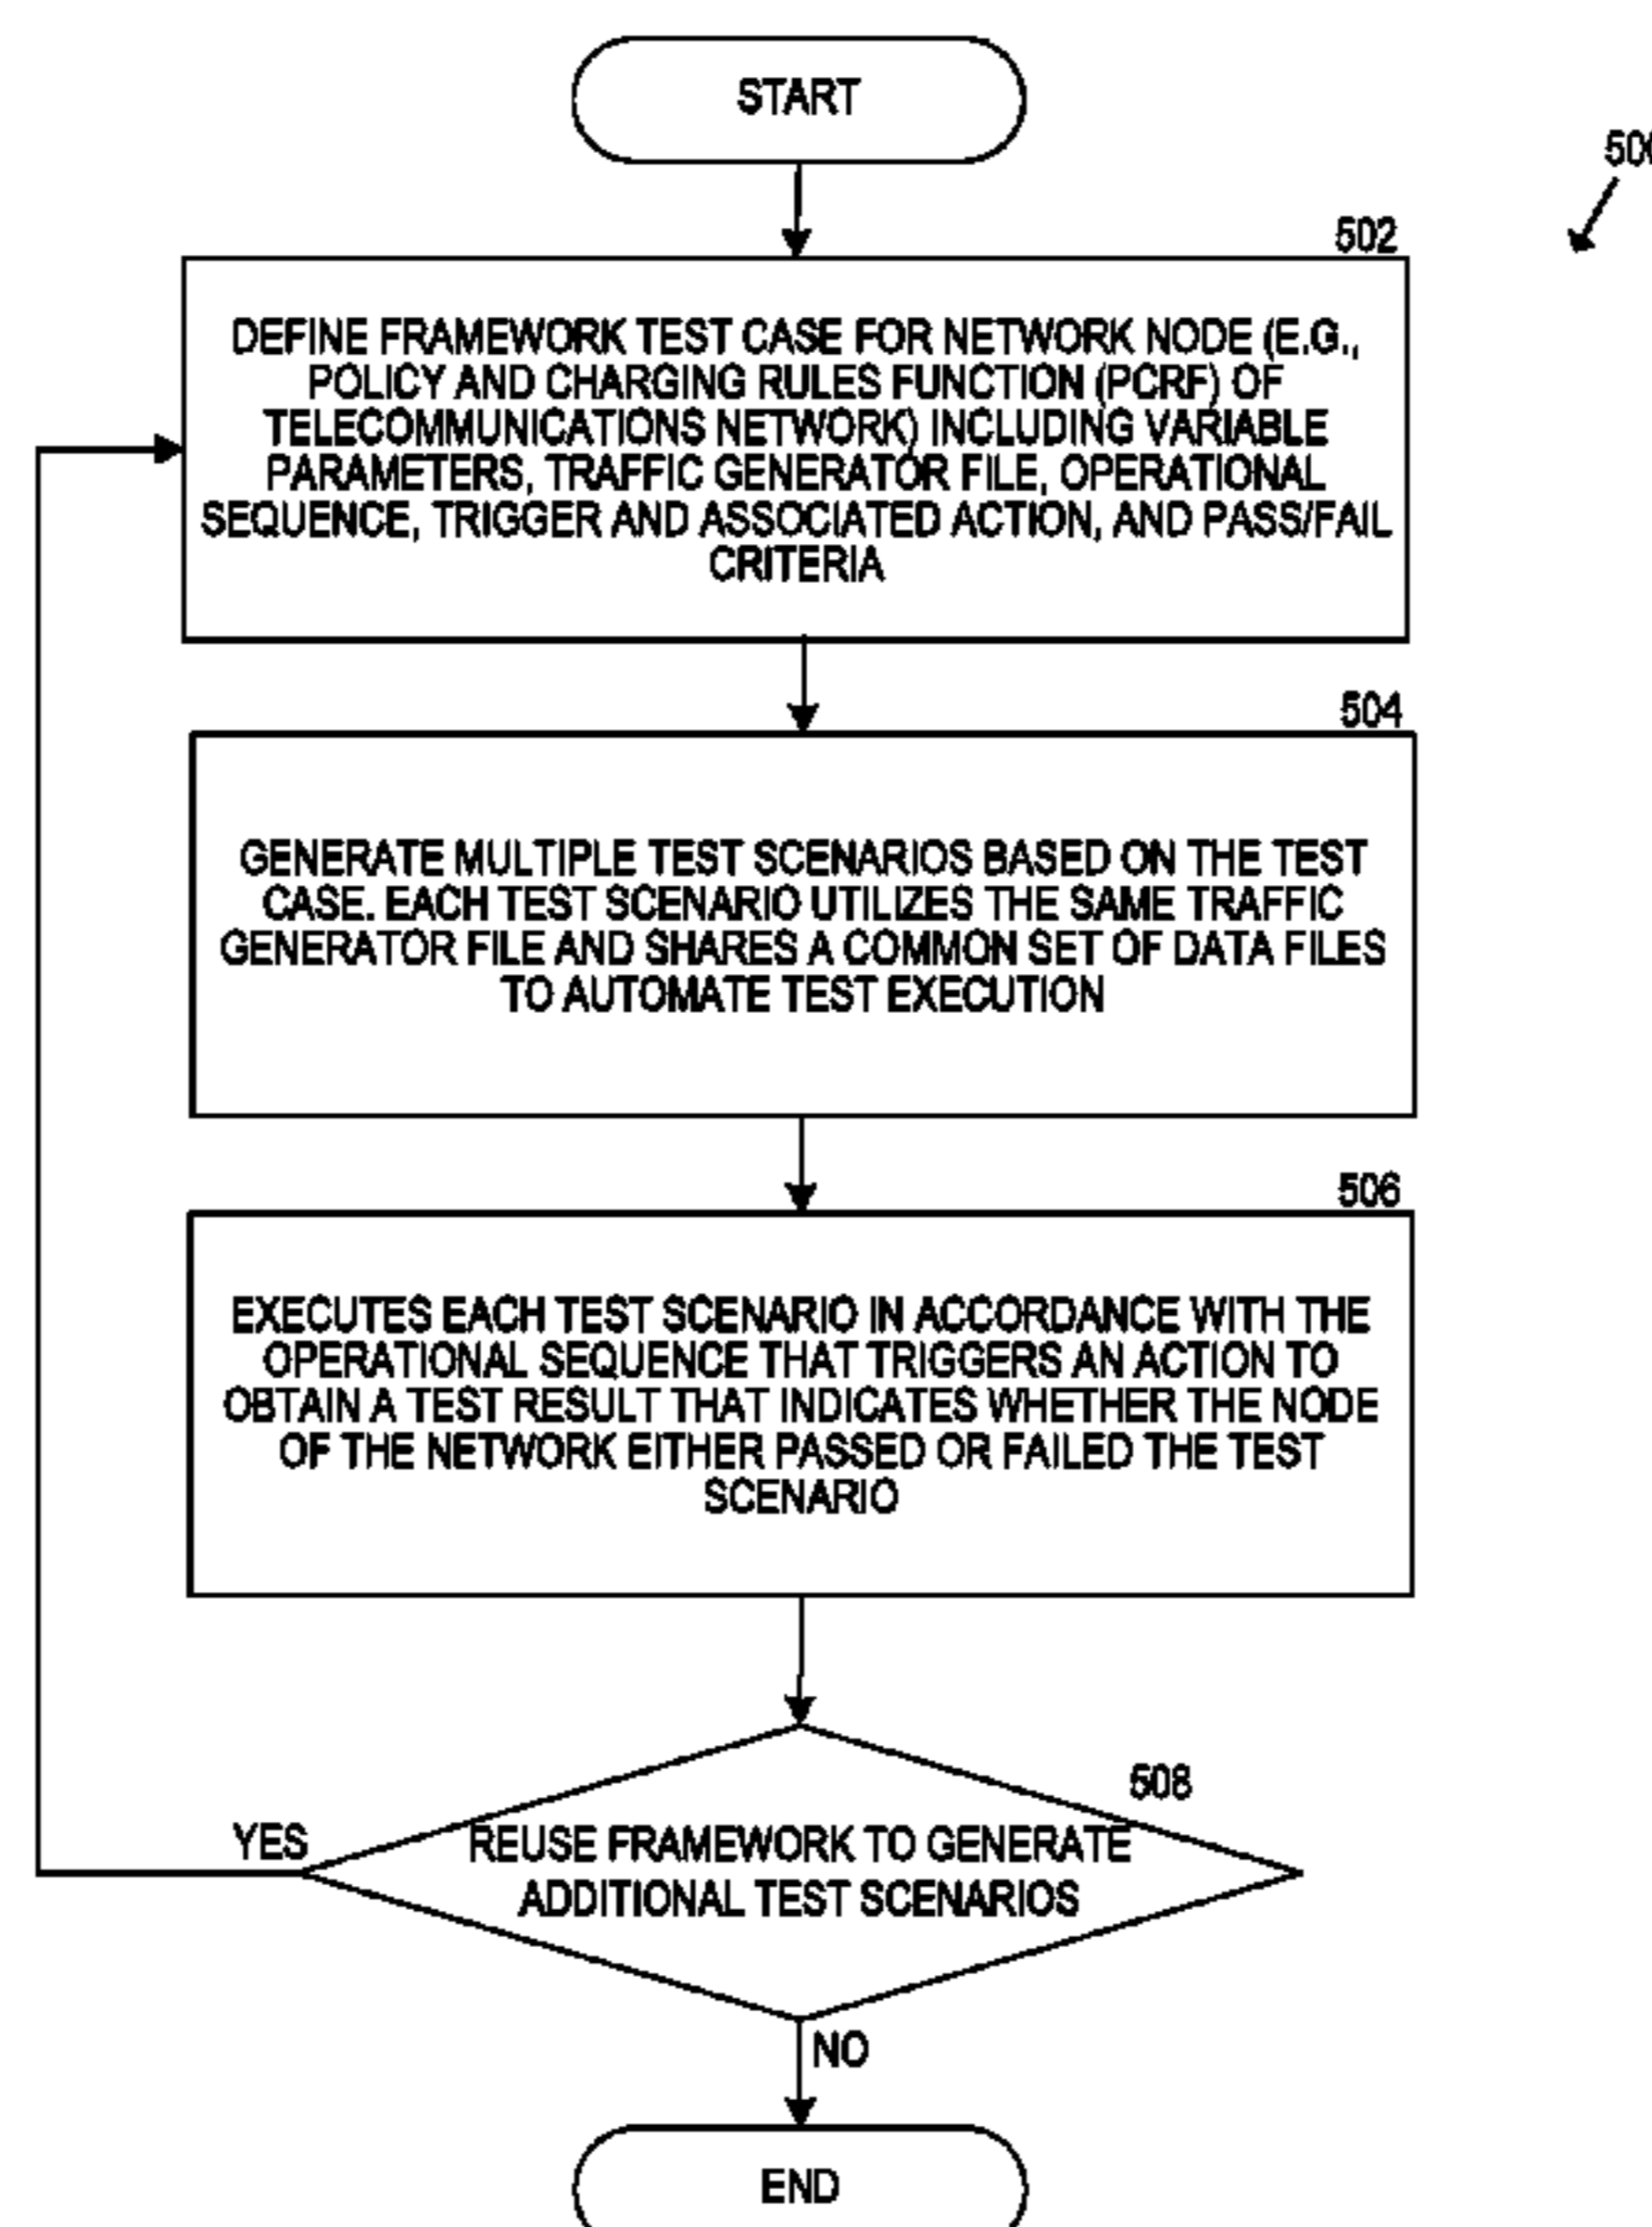 START
500
502
DEFINE FRAMEWORK TEST CASE FOR NETWORK NODE (E.G.,
POLICY AND CHARGING RULES FUNCTION (PCRF) OF
TELECOMMUNICATIONS NETWORK) INCLUDING VARIABLE
PARAMETERS, TRAFFIC GENERATOR FILE, OPERATIONAL
SEQUENCE, TRIGGER AND ASSOCIATED ACTION, AND PASS/FAIL
CRITERIA
504
GENERATE MULTIPLE TEST SCENARIOS BASED ON THE TEST
CASE. EACH TEST SCENARIO UTILIZES THE SAME TRAFFIC
GENERATOR FILE AND SHARES A COMMON SET OF DATA FILES
TO AUTOMATE TEST EXECUTION
506
EXECUTES EACH TEST SCENARIO IN ACCORDANCE WITH THE
OPERATIONAL SEQUENCE THAT TRIGGERS AN ACTION TO
OBTAIN A TEST RESULT THAT INDICATES WHETHER THE NODE
OF THE NETWORK EITHER PASSED OR FAILED THE TEST
SCENARIO
508
YES
REUSE FRAMEWORK TO GENERATE
ADDITIONAL TEST SCENARIOS
NO
END